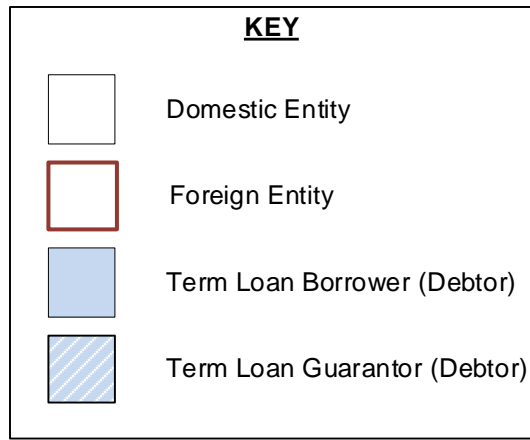 KEY
Domestic Entity
Foreign Entity
Term Loan Borrower (Debtor)
Term Loan Guarantor (Debtor)